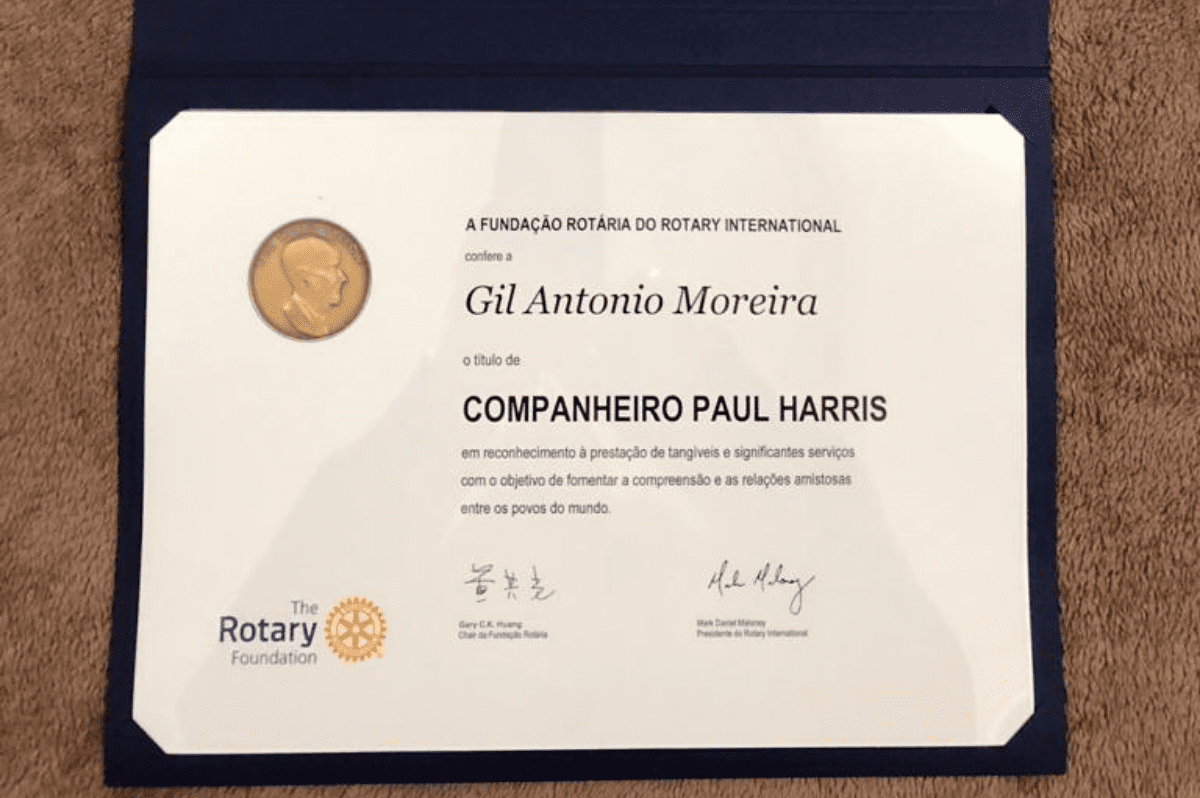 A FUNDAÇÃO ROTÁRIA DO ROTARY INTERNATIONAL
confere a
Gil Antonio Moreira
o título de
COMPANHEIRO PAUL HARRIS
em reconhecimento à prestação de tangíveis e significantes serviços
com o objetivo de fomentar a compreensão e as relações amistosas
entre os povos do mundo.
Gary C.K. Huang
Chair da Fundação Rotária
Mark Daniel Maloney
Presidente do Rotary International
The
Rotary
Foundation